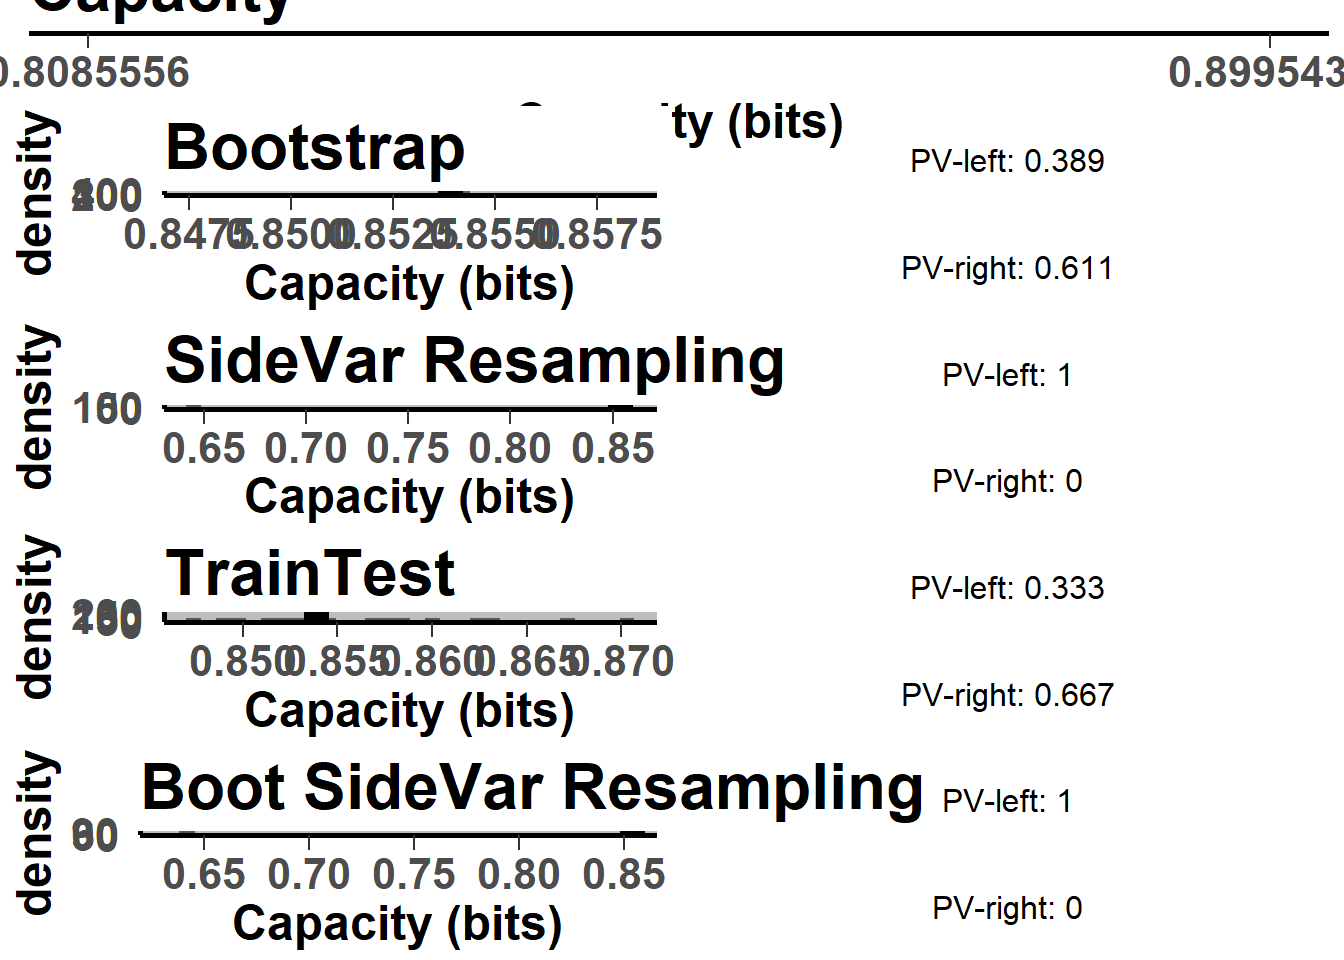 Capacity
0.8085556 0.899543
ty (bits)
Bootstrap
density
PV-left: 0.389
0.8475 0.8500 0.8525 0.8550 0.8575
Capacity (bits)
PV-right: 0.611
SideVar Resampling
density
PV-left: 1
0.65 0.70 0.75 0.80 0.85
Capacity (bits)
PV-right: 0
TrainTest
density
PV-left: 0.333
0.850 0.855 0.860 0.865 0.870
Capacity (bits)
PV-right: 0.667
Boot SideVar Resampling
density
PV-left: 1
0.65 0.70 0.75 0.80 0.85
Capacity (bits)
PV-right: 0